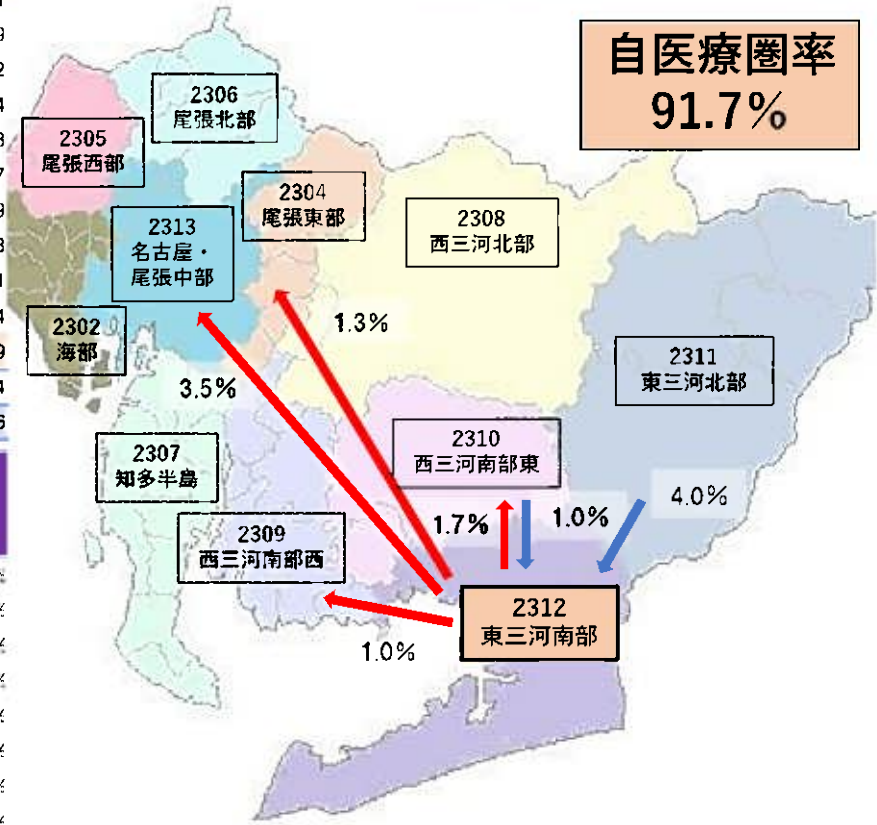 自医療圏率
91.7%
2306
尾張北部
2305
尾張西部
2304
尾張東部
2313
名古屋・
尾張中部
2308
西三河北部
2302
海部
1.3%
2311
東三河北部
3.5%
2310
西三河南部東
2307
知多半島
4.0%
1.7%
1.0%
2309
西三河南部西
2312
東三河南部
1.0%